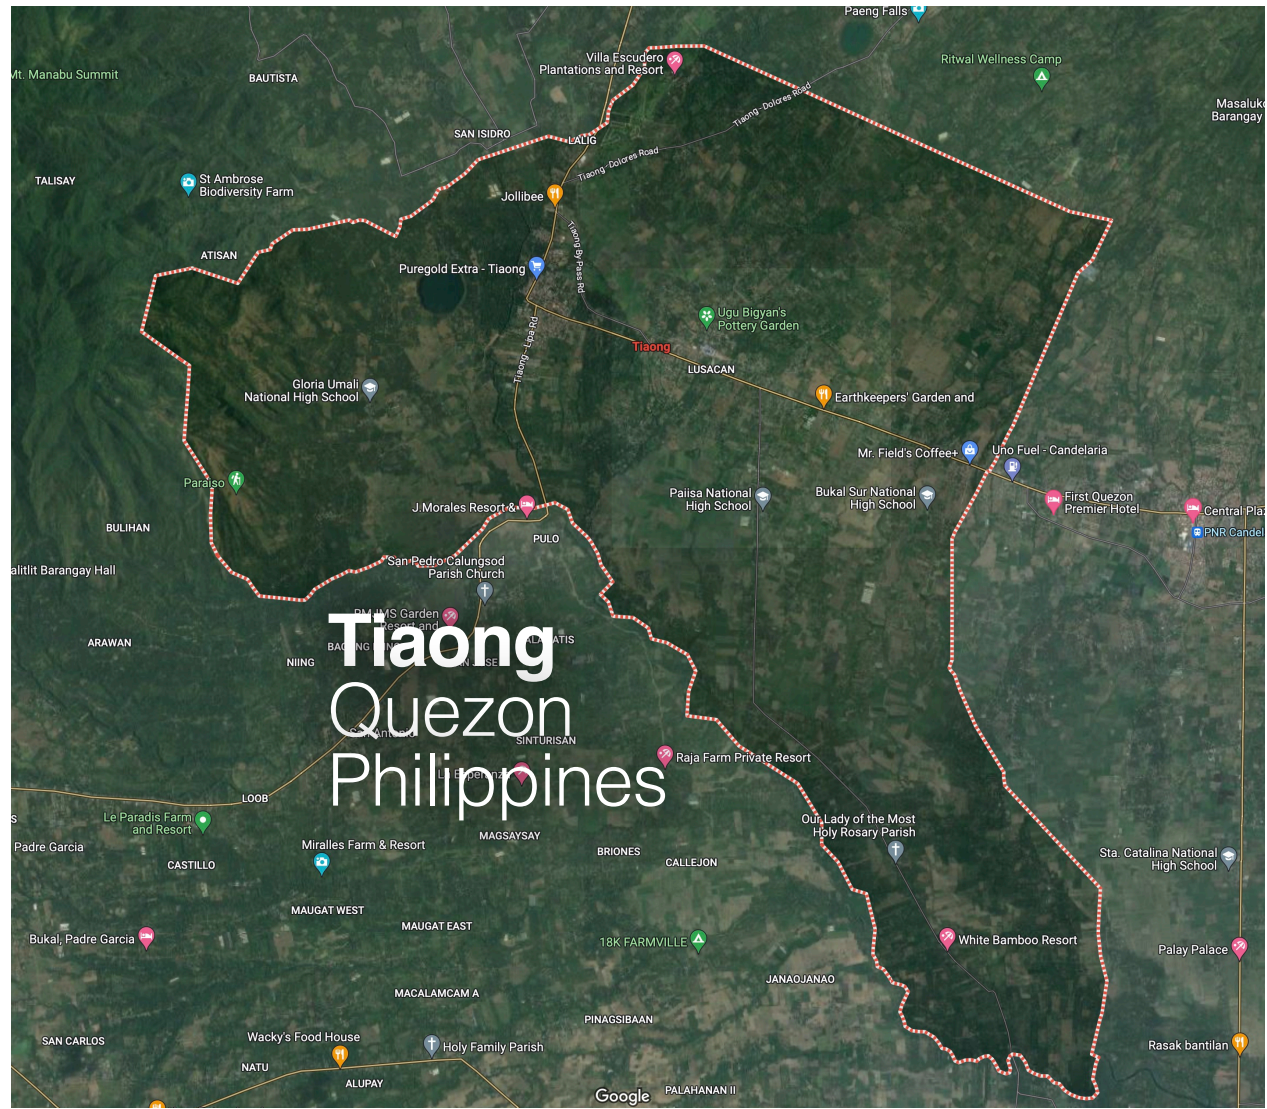 Paeng Falls
Villa Escudero
Plantations and Resort
Ritwal Wellness Camp
Mt. Manabu Summit
BAUTISTA
Tiaong - Dolores Road
Masaluk
Barangay
SAN ISIDRO
LALIG
Tiaong - Dolores Road
TALISAY
St Ambrose
Biodiversity Farm
Jollibee
Tiaong By Pass Rd
ATISAN
Puregold Extra - Tiaong
Ugu Bigyan's
Pottery Garden
Tiaong - Lipa Rd
Tiaong
LUSACAN
Gloria Umali
National High School
Earthkeepers' Garden and
Mr. Field's Coffee+
Uno Fuel - Candelaria
Paraiso
Paiisa National
High School
Bukal Sur National
High School
First Quezon
Premier Hotel
J.Morales Resort &
Central Plaz
BULIHAN
PULO
PNR Candel
San Pedro Calungsod
Parish Church
alitlit Barangay Hall
Garden
Resort and
Tiaong
ARAWAN
NIING
Quezon
San Antonio
SINTURISAN
Philippines
Raja Farm Private Resort
LOOB
Le Paradis Farm
and Resort
Our Lady of the Most
Holy Rosary Parish
S
Padre Garcia
MAGSAYSAY
Miralles Farm & Resort
BRIONES
CALLEJON
CASTILLO
Sta. Catalina National
High School
MAUGAT WEST
MAUGAT EAST
Bukal, Padre Garcia
18K FARMVILLE
White Bamboo Resort
Palay Palace
JANAOJANAO
MACALAMCAM A
PINAGSIBAAN
SAN CARLOS
Wacky's Food House
Holy Family Parish
Rasak bantilan
NATU
ALUPAY
Google
PALAHANAN II